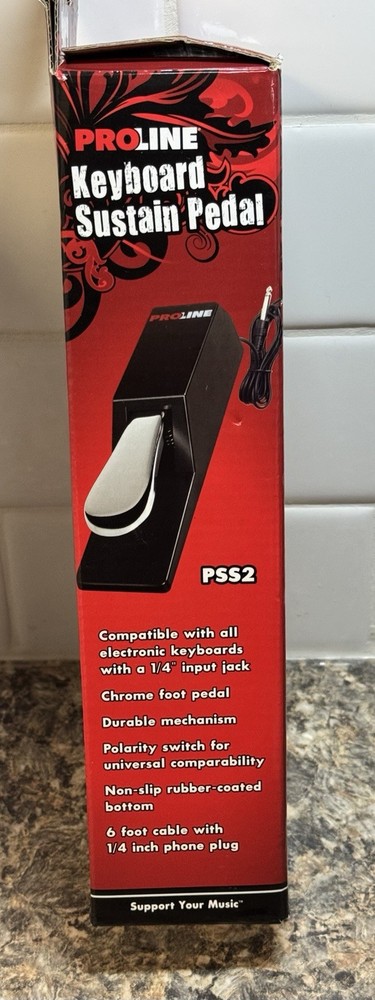 PROLINE
Keyboard
Sustain Pedal
PROLINE
PSS2
Compatible with all
electronic keyboards
with a 1/4" input jack
Chrome foot pedal
Durable mechanism
Polarity switch for
universal comparability
Non-slip rubber-coated
bottom
6 foot cable with
1/4 inch phone plug
Support Your Music™